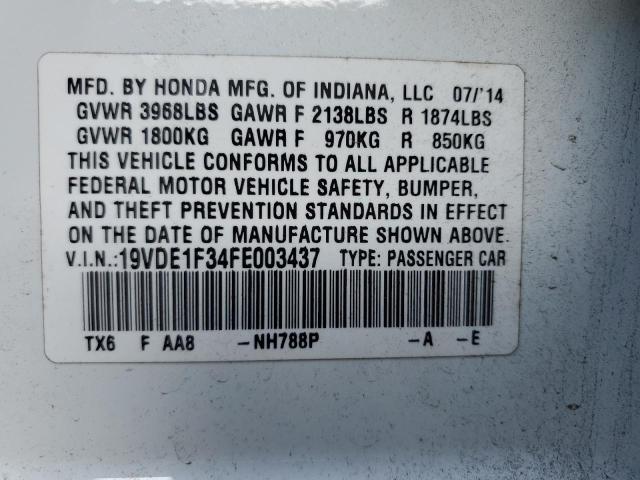 MFD. BY HONDA MFG. OF INDIANA, LLC 07/'14
GVWR 3968LBS GAWR F 2138LBS R 1874LBS
GVWR 1800KG GAWR F 970KG R 850KG
THIS VEHICLE CONFORMS TO ALL APPLICABLE
FEDERAL MOTOR VEHICLE SAFETY, BUMPER,
AND THEFT PREVENTION STANDARDS IN EFFECT
ON THE DATE OF MANUFACTURE SHOWN ABOVE.
V.I.N.:19VDE1F34FE003437 TYPE: PASSENGER CAR
TX6 F AA8 -NH788P -A -E